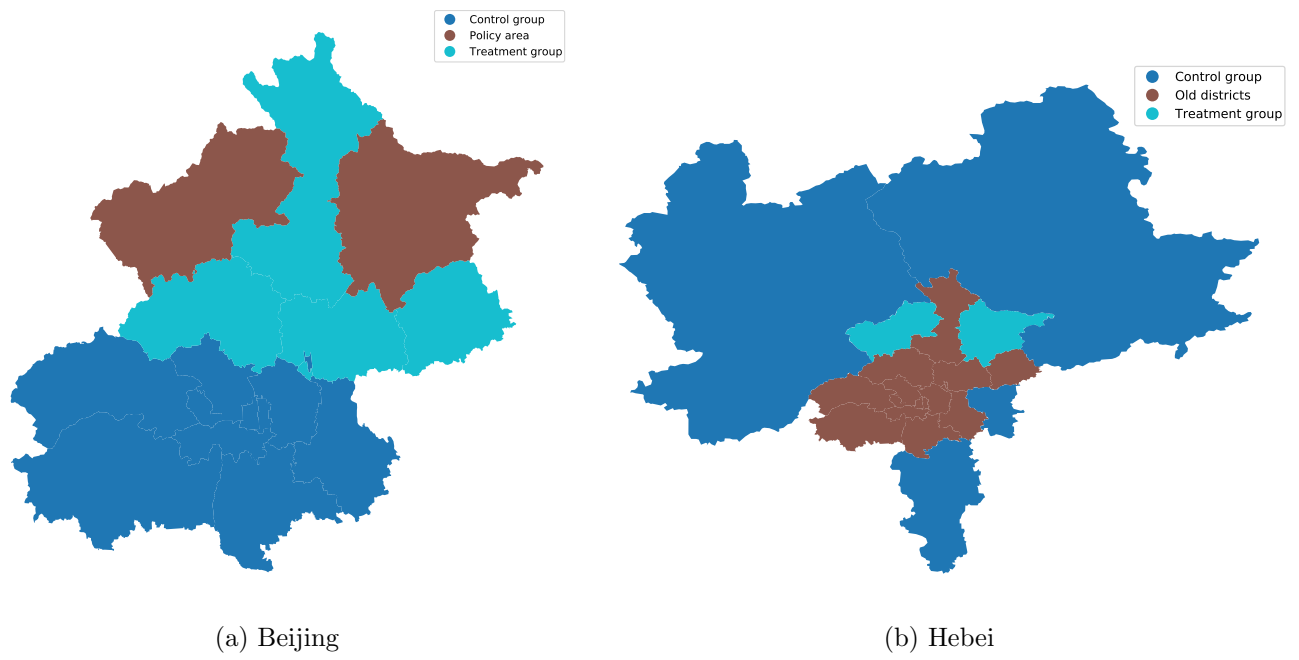 Control group
Policy area
Treatment group
Control group
Old districts
Treatment group
(a) Beijing
(b) Hebei